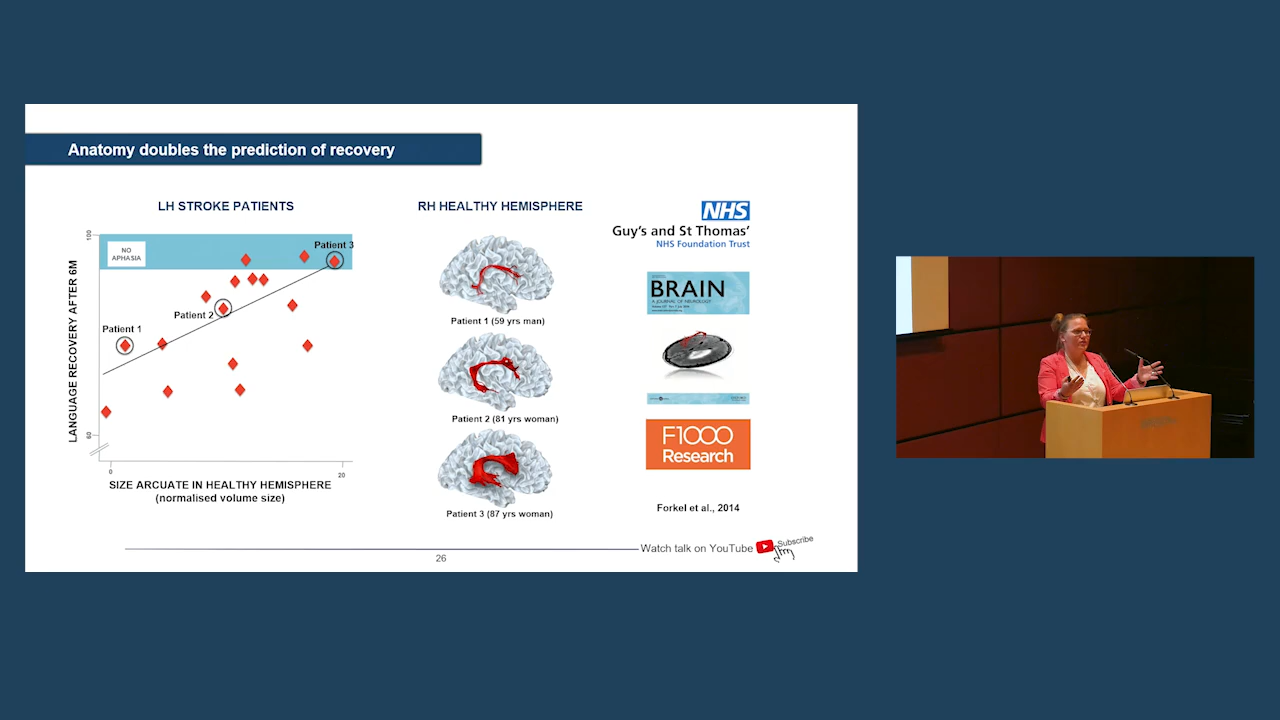 Anatomy doubles the prediction of recovery
LH STROKE PATIENTS
LANGUAGE RECOVERY AFTER 6M
100
60
NO
APHASIA
Patient 3
Patient 2
Patient 1
0
20
SIZE ARCUATE IN HEALTHY HEMISPHERE
(normalised volume size)
RH HEALTHY HEMISPHERE
Patient 1 (59 yrs man)
Patient 2 (81 yrs woman)
Patient 3 (87 yrs woman)
NHS
Guy's and St Thomas'
NHS Foundation Trust
BRAIN
A JOURNAL OF NEUROLOGY
F1000
Research
Forkel et al., 2014
Watch talk on YouTube
Subscribe
26